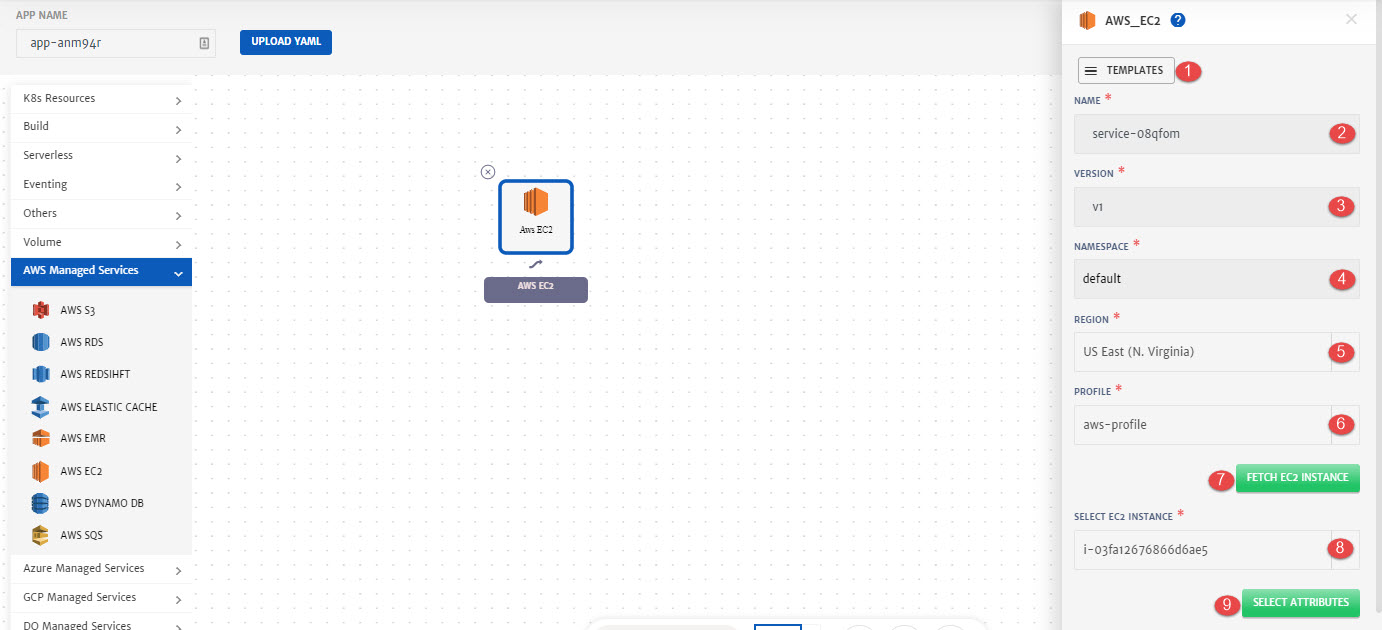 APP NAME
app-anm94r
UPLOAD YAML
K8s Resources
Build
Serverless
Eventing
Others
Volume
AWS Managed Services
AWS S3
AWS RDS
AWS REDSIHFT
AWS ELASTIC CACHE
AWS EMR
AWS EC2
AWS DYNAMO DB
AWS SQS
Azure Managed Services
GCP Managed Services
DO Managed Services
Aws EC2
AWS EC2
AWS_EC2 ?
TEMPLATES 1
NAME *
service-08qfom 2
VERSION *
v1 3
NAMESPACE *
default 4
REGION *
US East (N. Virginia) 5
PROFILE *
aws-profile 6
7 FETCH EC2 INSTANCE
SELECT EC2 INSTANCE *
i-03fa12676866d6ae5 8
9 SELECT ATTRIBUTES